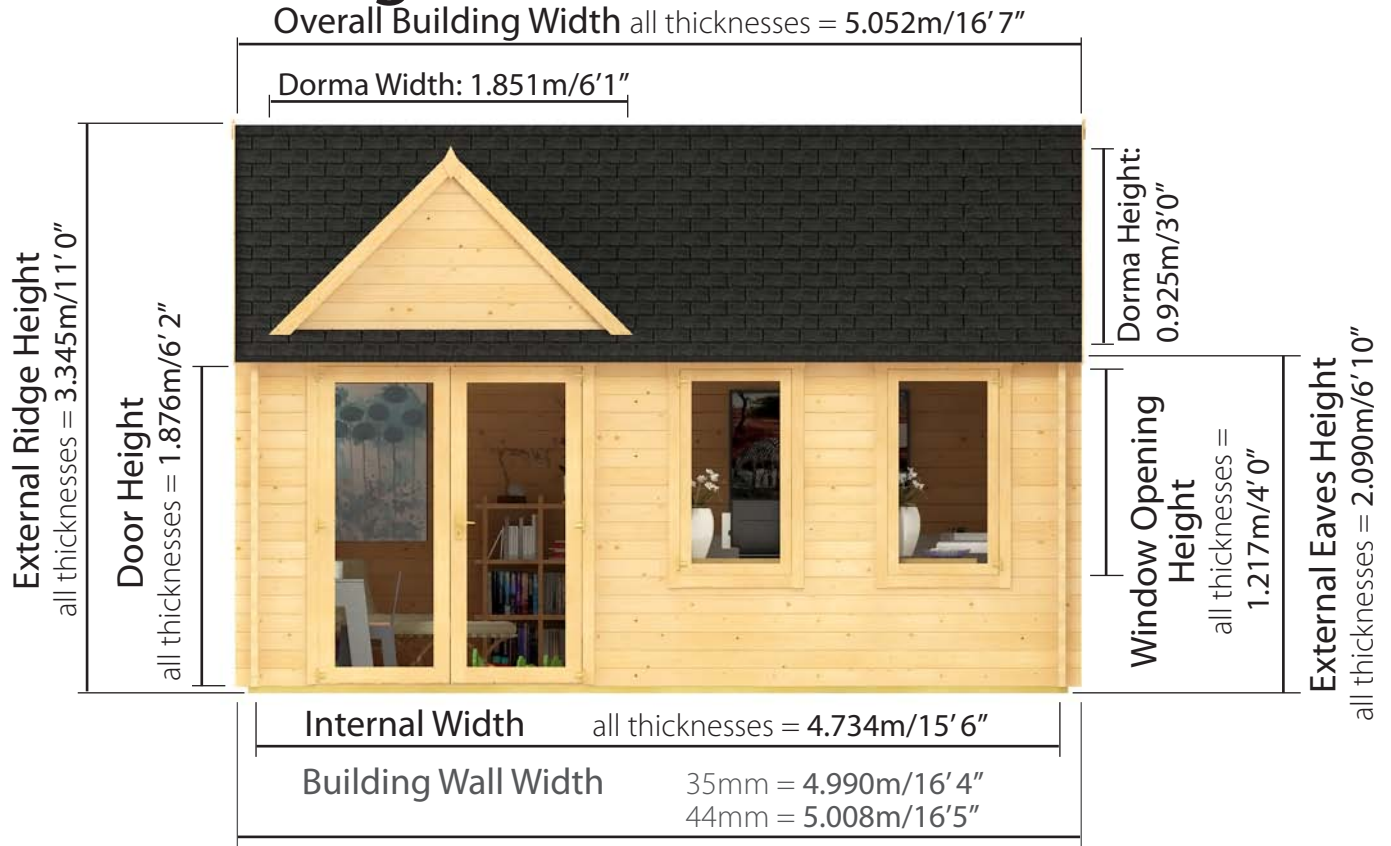 Overall Building Width all thicknesses = 5.052m/16’ 7”
Dorma Width: 1.851m/6’1”
External Ridge Height
all thicknesses = 3.345m/11’ 0”
Door Height
all thicknesses = 1.876m/6’ 2”
Dorma Height:
0.925m/3’0”
Window Opening
Height
all thicknesses =
1.217m/4’ 0”
External Eaves Height
all thicknesses = 2.090m/6’ 10”
Internal Width all thicknesses = 4.734m/15’ 6”
Building Wall Width 35mm = 4.990m/16’ 4”
44mm = 5.008m/16’5”